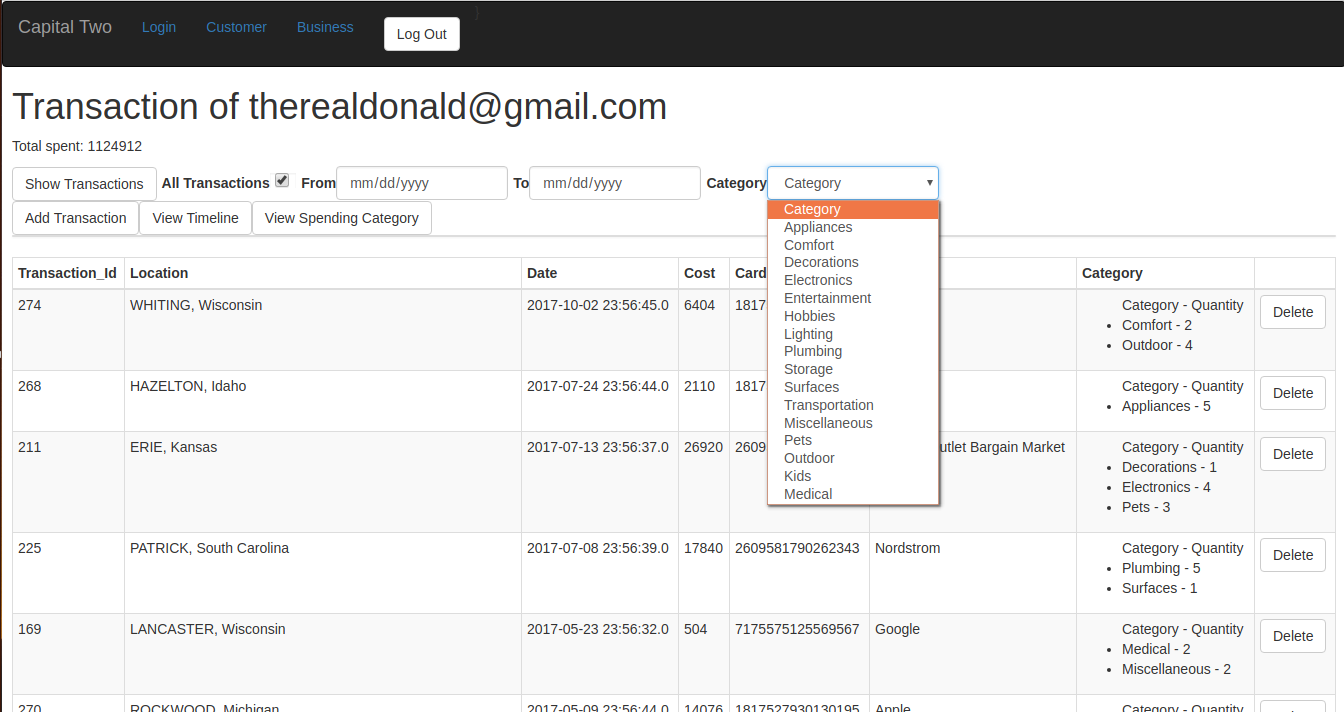 Capital Two Login Customer Business Log Out
Transaction of therealdonald@gmail.com
Total spent: 1124912
Show Transactions All Transactions From mm/dd/yyyy To mm/dd/yyyy Category Category
Add Transaction View Timeline View Spending Category
Category
Appliances
Comfort
Decorations
Electronics
Entertainment
Hobbies
Lighting
Plumbing
Storage
Surfaces
Transportation
Miscellaneous
Pets
Outdoor
Kids
Medical
Transaction_Id Location Date Cost Card Category
274 WHITING, Wisconsin 2017-10-02 23:56:45.0 6404 1817 Category - Quantity Delete
• Comfort - 2
• Outdoor - 4
268 HAZELTON, Idaho 2017-07-24 23:56:44.0 2110 1817 Category - Quantity Delete
• Appliances - 5
211 ERIE, Kansas 2017-07-13 23:56:37.0 26920 2609 utlet Bargain Market Category - Quantity Delete
• Decorations - 1
• Electronics - 4
• Pets - 3
225 PATRICK, South Carolina 2017-07-08 23:56:39.0 17840 2609581790262343 Nordstrom Category - Quantity Delete
• Plumbing - 5
• Surfaces - 1
169 LANCASTER, Wisconsin 2017-05-23 23:56:32.0 504 7175575125569567 Google Category - Quantity Delete
• Medical - 2
• Miscellaneous - 2
270 ROCKWOOD, Michigan 2017-05-09 23:56:44.0 14076 1817527930130195 Apple Category - Quantity